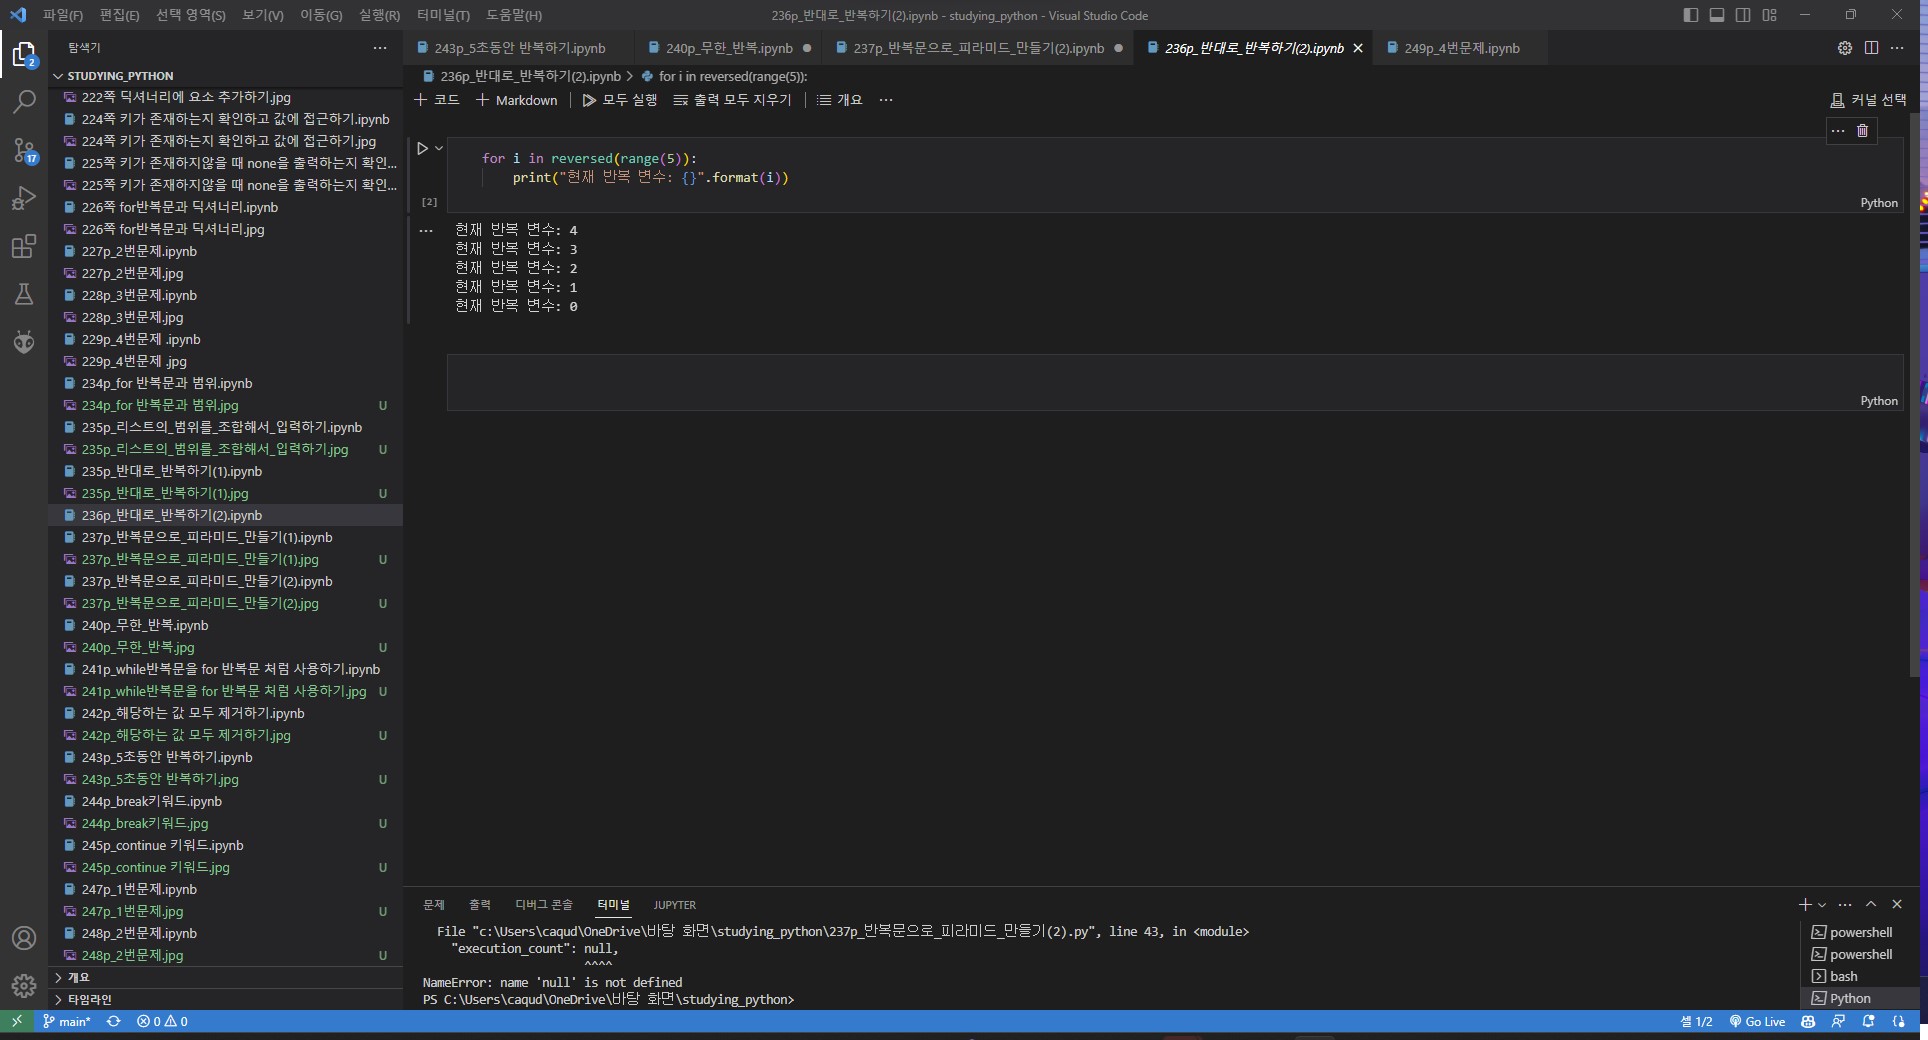 파일(F) 편집(E) 선택 영역(S) 보기(V) 이동(G) 실행(R) 터미널(T) 도움말(H)
236p_반대로_반복하기(2).ipynb - studying_python - Visual Studio Code
탐색기
2
17
STUDYING_PYTHON
222쪽 딕셔너리에 요소 추가하기.jpg
224쪽 키가 존재하는지 확인하고 값에 접근하기.ipynb
224쪽 키가 존재하는지 확인하고 값에 접근하기.jpg
225쪽 키가 존재하지않을 때 none을 출력하는지 확인...
225쪽 키가 존재하지않을 때 none을 출력하는지 확인...
226쪽 for반복문과 딕셔너리.ipynb
226쪽 for반복문과 딕셔너리.jpg
227p_2번문제.ipynb
227p_2번문제.jpg
228p_3번문제.ipynb
228p_3번문제.jpg
229p_4번문제 .ipynb
229p_4번문제 .jpg
234p_for 반복문과 범위.ipynb
234p_for 반복문과 범위.jpg U
235p_리스트의_범위를_조합해서_입력하기.ipynb
235p_리스트의_범위를_조합해서_입력하기.jpg U
235p_반대로_반복하기(1).ipynb
235p_반대로_반복하기(1).jpg U
236p_반대로_반복하기(2).ipynb
237p_반복문으로_피라미드_만들기(1).ipynb
237p_반복문으로_피라미드_만들기(1).jpg U
237p_반복문으로_피라미드_만들기(2).ipynb
237p_반복문으로_피라미드_만들기(2).jpg U
240p_무한_반복.ipynb
240p_무한_반복.jpg U
241p_while반복문을 for 반복문 처럼 사용하기.ipynb
241p_while반복문을 for 반복문 처럼 사용하기.jpg U
242p_해당하는 값 모두 제거하기.ipynb
242p_해당하는 값 모두 제거하기.jpg U
243p_5초동안 반복하기.ipynb
243p_5초동안 반복하기.jpg U
244p_break키워드.ipynb
244p_break키워드.jpg U
245p_continue 키워드.ipynb
245p_continue 키워드.jpg U
247p_1번문제.ipynb
247p_1번문제.jpg U
248p_2번문제.ipynb
248p_2번문제.jpg U
개요
타임라인
243p_5초동안 반복하기.ipynb 240p_무한_반복.ipynb 237p_반복문으로_피라미드_만들기(2).ipynb 236p_반대로_반복하기(2).ipynb 249p_4번문제.ipynb
236p_반대로_반복하기(2).ipynb > for i in reversed(range(5)):
+ 코드 + Markdown 모두 실행 출력 모두 지우기 개요 ... 커널 선택
for i in reversed(range(5)):
print("현재 반복 변수: {}".format(i))
[2] Python
현재 반복 변수: 4
현재 반복 변수: 3
현재 반복 변수: 2
현재 반복 변수: 1
현재 반복 변수: 0
Python
문제 출력 디버그 콘솔 터미널 JUPYTER
File "c:\Users\caqud\OneDrive\바탕 화면\studying_python\237p_반복문으로_피라미드_만들기(2).py", line 43, in <module>
"execution_count": null,
^^^^
NameError: name 'null' is not defined
PS C:\Users\caqud\OneDrive\바탕 화면\studying_python>
powershell
powershell
bash
Python
main* 0 0 셀 1/2 Go Live